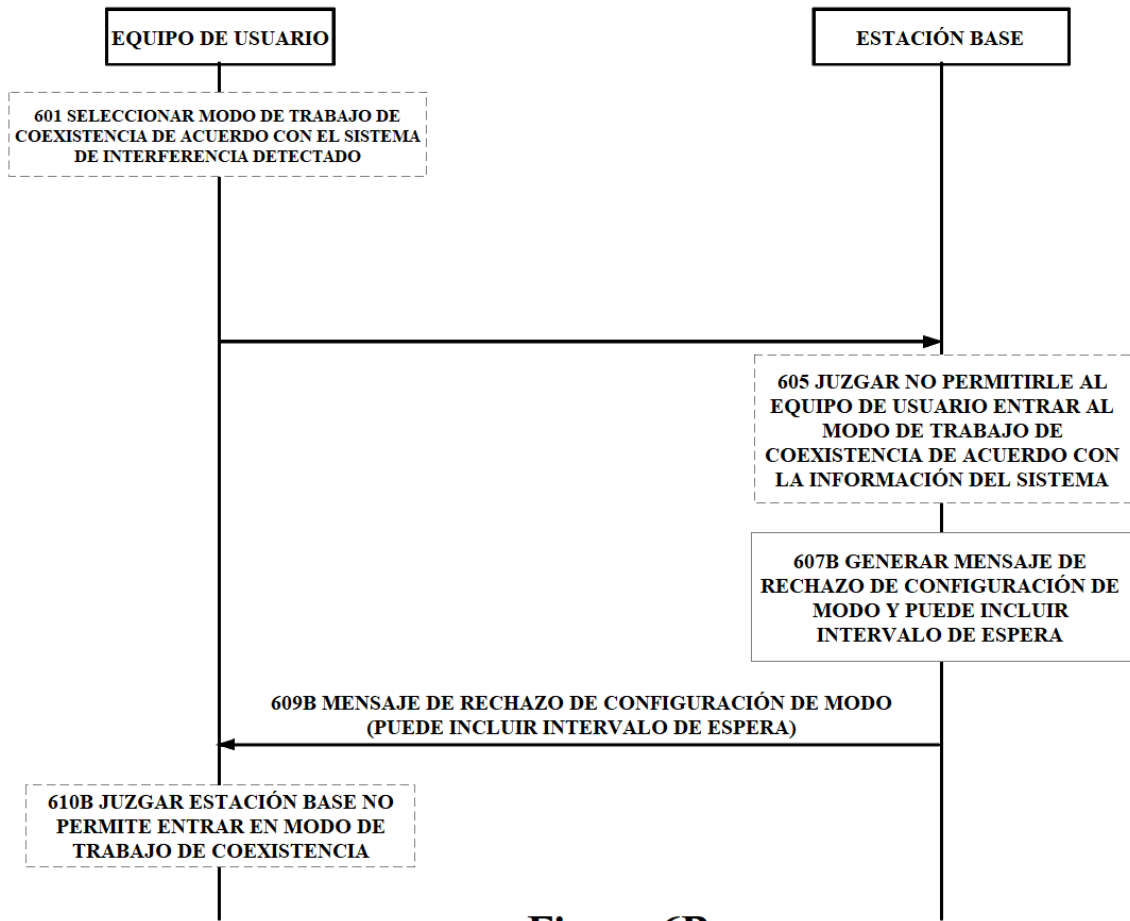 EQUIPO DE USUARIO
ESTACIÓN BASE
601 SELECCIONAR MODO DE TRABAJO DE
COEXISTENCIA DE ACUERDO CON EL SISTEMA
DE INTERFERENCIA DETECTADO
605 JUZGAR NO PERMITIRLE AL
EQUIPO DE USUARIO ENTRAR AL
MODO DE TRABAJO DE
COEXISTENCIA DE ACUERDO CON
LA INFORMACIÓN DEL SISTEMA
607B GENERAR MENSAJE DE
RECHAZO DE CONFIGURACIÓN DE
MODO Y PUEDE INCLUIR
INTERVALO DE ESPERA
609B MENSAJE DE RECHAZO DE CONFIGURACIÓN DE MODO
(PUEDE INCLUIR INTERVALO DE ESPERA)
610B JUZGAR ESTACIÓN BASE NO
PERMITE ENTRAR EN MODO DE
TRABAJO DE COEXISTENCIA